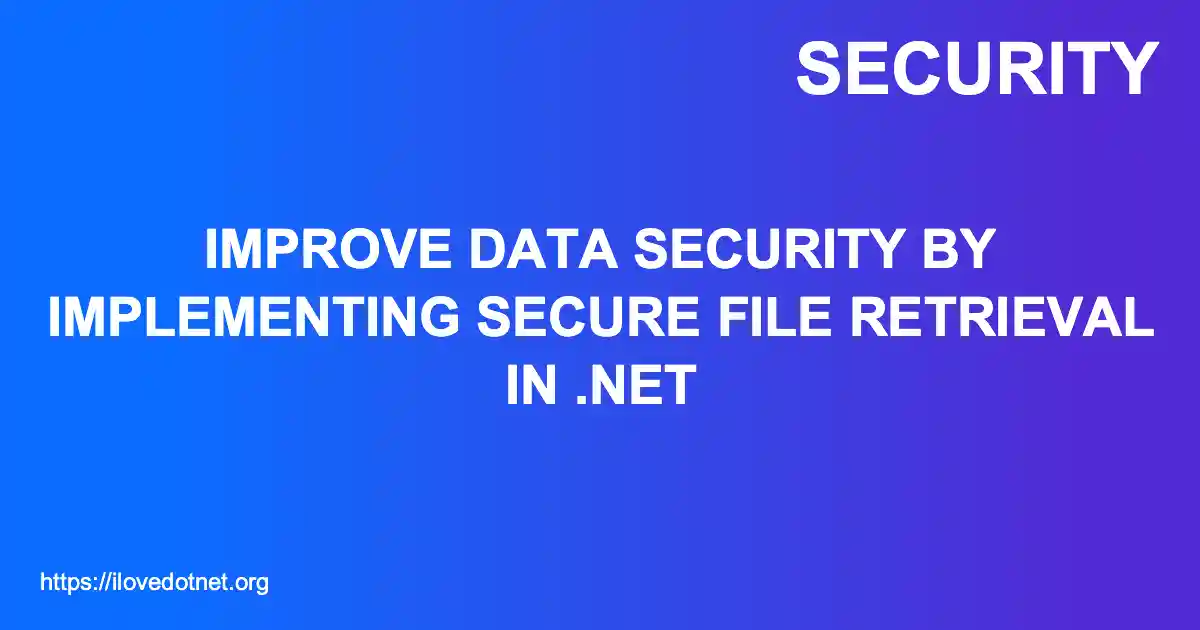 SECURITY
IMPROVE DATA SECURITY BY
IMPLEMENTING SECURE FILE RETRIEVAL
IN .NET
https://ilovedotnet.org